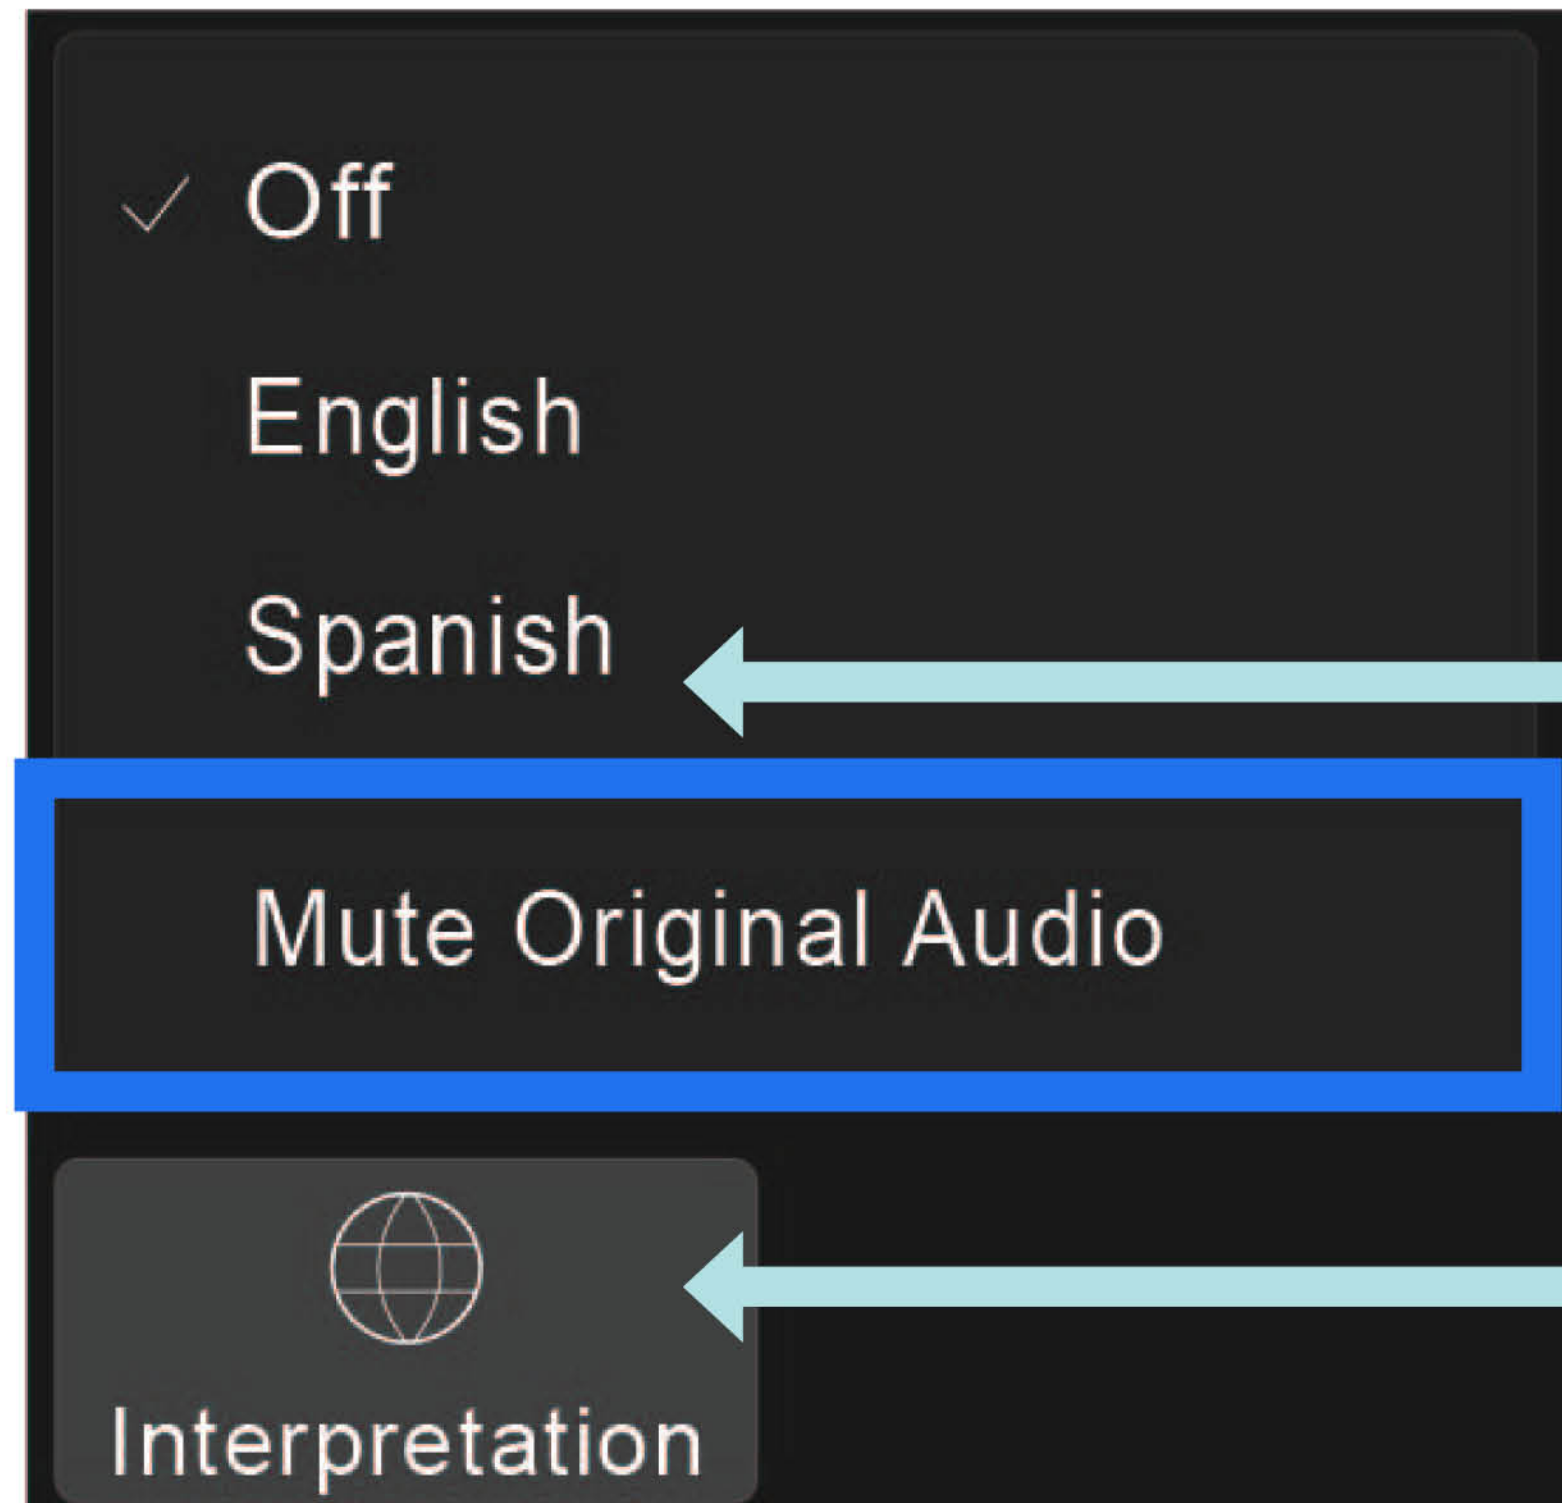 Off
English
Spanish
Mute Original Audio
Interpretation